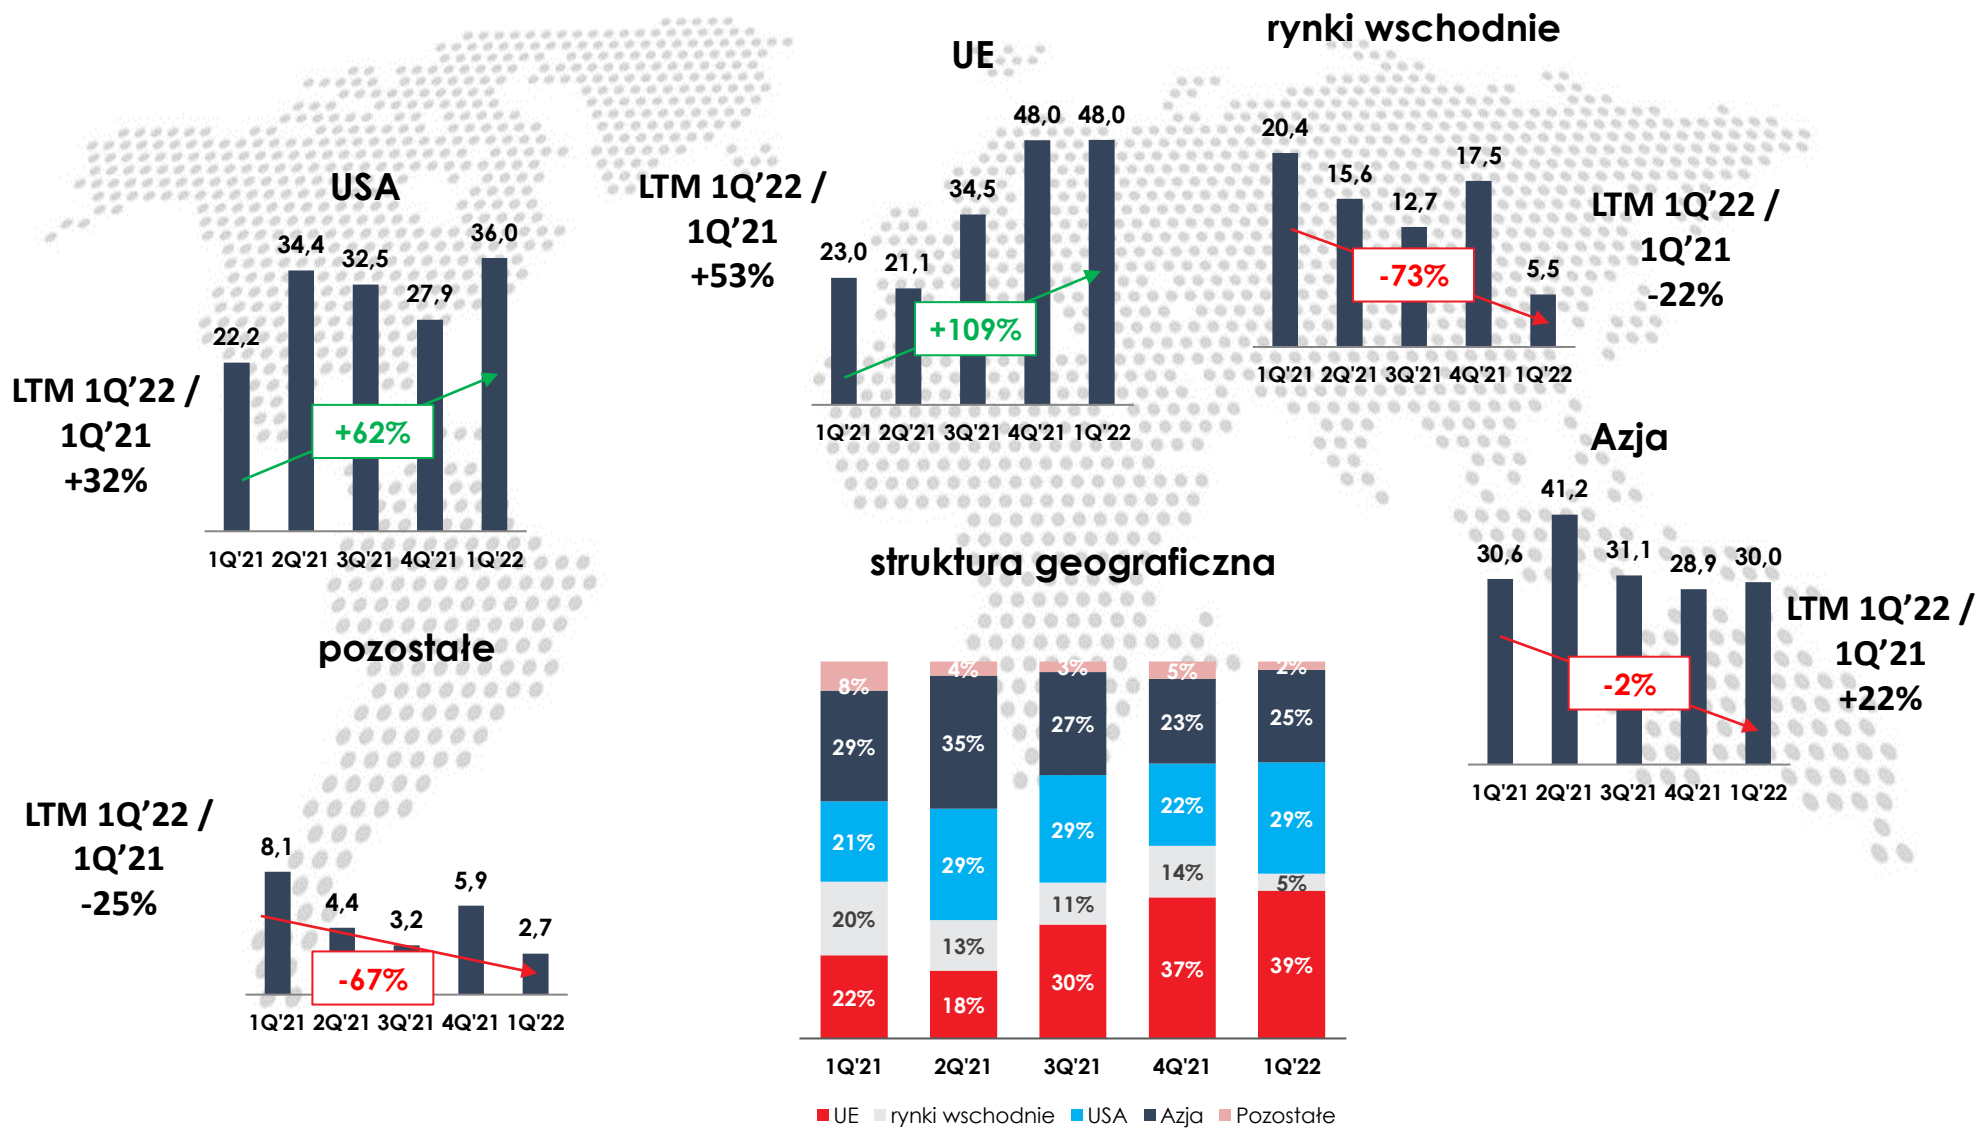 rynki wschodnie
UE
USA
LTM 1Q’22 /
1Q’21
+32%
22,2
34,4
32,5
27,9
36,0
+62%
1Q'21 2Q'21 3Q'21 4Q'21 1Q'22
LTM 1Q’22 /
1Q’21
+53%
23,0
21,1
34,5
48,0
48,0
+109%
1Q'21 2Q'21 3Q'21 4Q'21 1Q'22
20,4
15,6
12,7
17,5
5,5
-73%
1Q'21 2Q'21 3Q'21 4Q'21 1Q'22
LTM 1Q’22 /
1Q’21
-22%
Azja
30,6
41,2
31,1
28,9
30,0
-2%
1Q'21 2Q'21 3Q'21 4Q'21 1Q'22
LTM 1Q’22 /
1Q’21
+22%
pozostałe
LTM 1Q’22 /
1Q’21
-25%
8,1
4,4
3,2
5,9
2,7
-67%
1Q'21 2Q'21 3Q'21 4Q'21 1Q'22
struktura geograficzna
8% 4% 3% 5% 2%
29% 35% 27% 23% 25%
21% 29% 29% 22% 29%
20% 13% 11% 14% 5%
22% 18% 30% 37% 39%
1Q'21 2Q'21 3Q'21 4Q'21 1Q'22
UE rynki wschodnie USA Azja Pozostałe